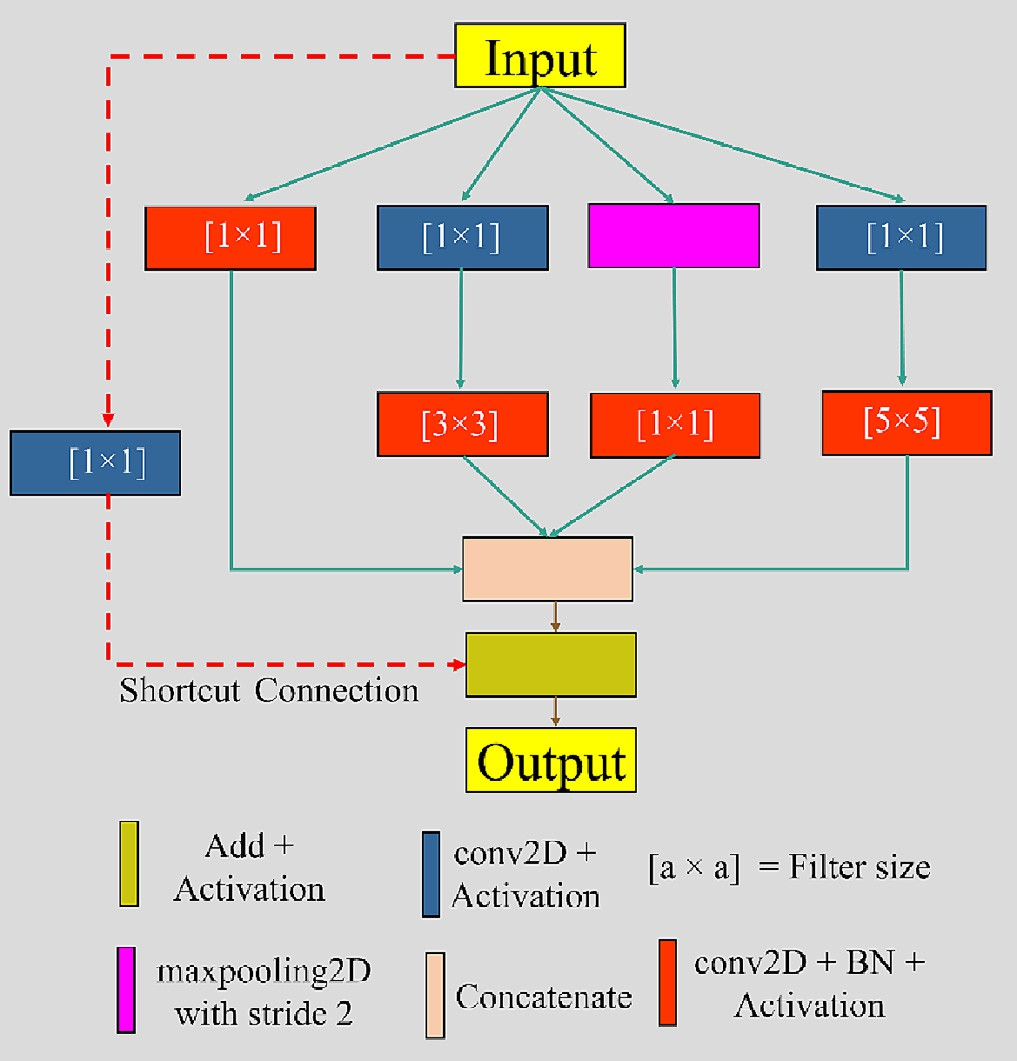 Input
[1×1]
[1×1]
[1×1]
[3×3]
[1×1]
[5×5]
[1×1]
Shortcut Connection
Output
Add +
Activation
conv2D +
Activation
[a × a] = Filter size
maxpooling2D
with stride 2
Concatenate
conv2D + BN +
Activation